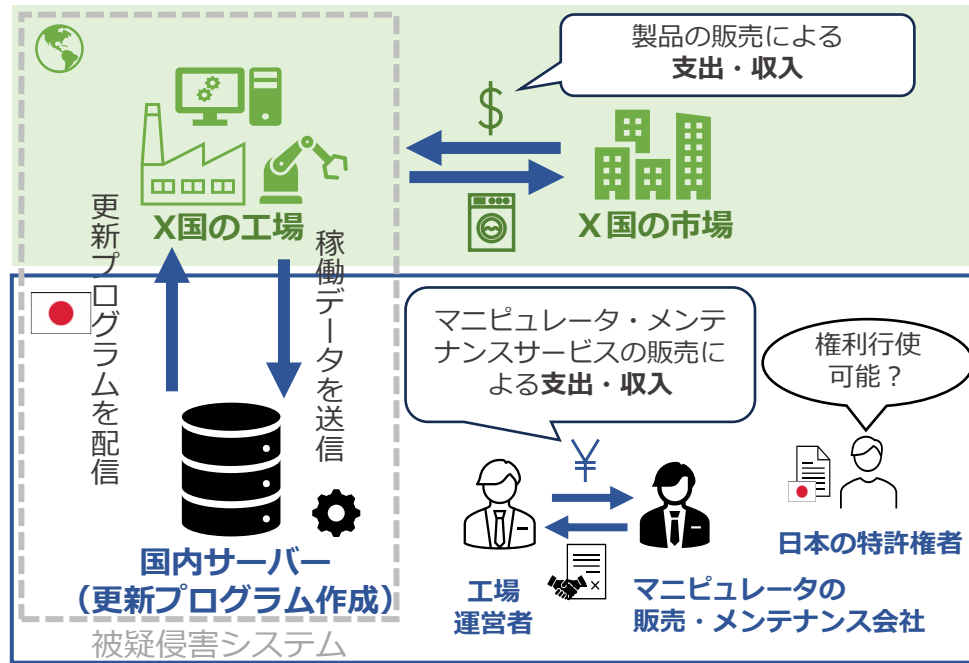 製品の販売による
支出・収入
$
X国の工場
X国の市場
更新プログラムを配信
稼働データを送信
マニピュレータ・メンテ
ナンスサービスの販売に
よる支出・収入
権利行使
可能？
¥
国内サーバー
（更新プログラム作成）
工場
運営者
マニピュレータの
販売・メンテナンス会社
日本の特許権者
被疑侵害システム